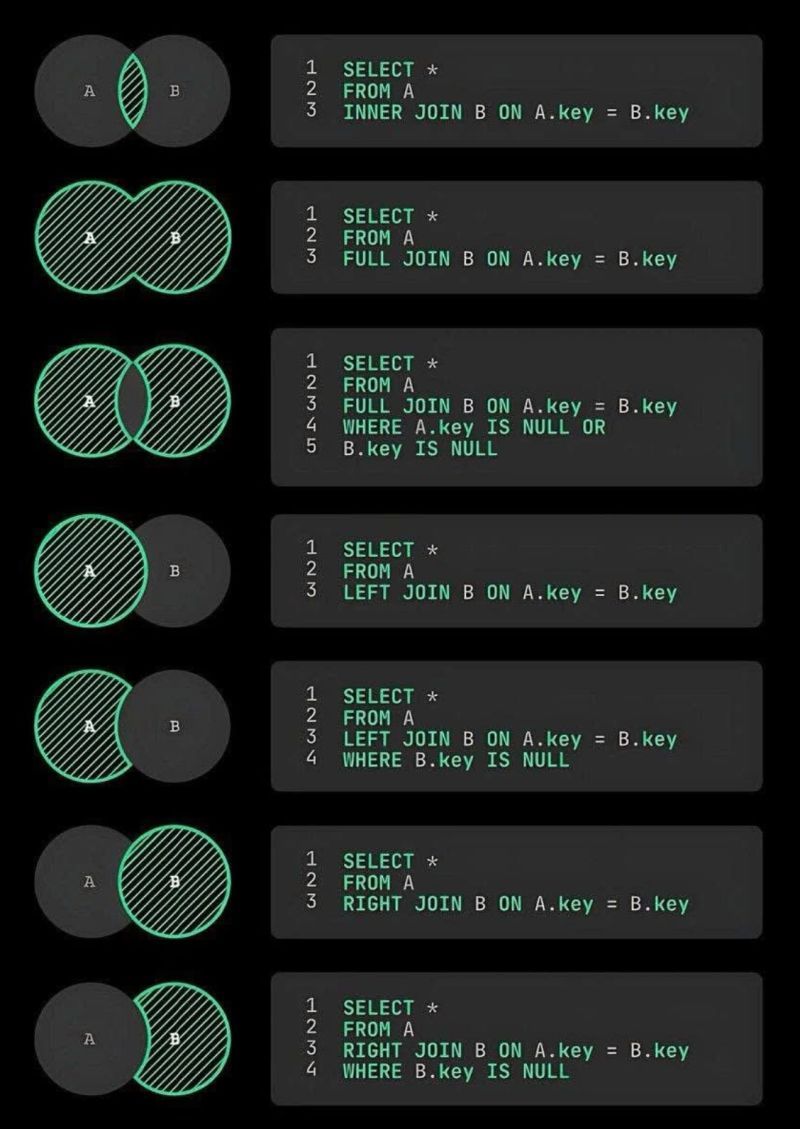 A B
1 SELECT *
2 FROM A
3 INNER JOIN B ON A.key = B.key
A B
1 SELECT *
2 FROM A
3 FULL JOIN B ON A.key = B.key
A B
1 SELECT *
2 FROM A
3 FULL JOIN B ON A.key = B.key
4 WHERE A.key IS NULL OR
5 B.key IS NULL
A B
1 SELECT *
2 FROM A
3 LEFT JOIN B ON A.key = B.key
A B
1 SELECT *
2 FROM A
3 LEFT JOIN B ON A.key = B.key
4 WHERE B.key IS NULL
A B
1 SELECT *
2 FROM A
3 RIGHT JOIN B ON A.key = B.key
A B
1 SELECT *
2 FROM A
3 RIGHT JOIN B ON A.key = B.key
4 WHERE B.key IS NULL